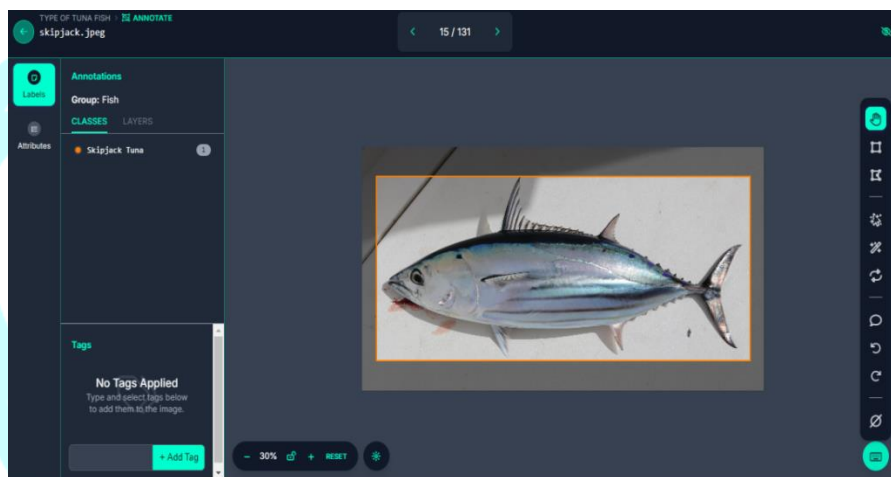 TYPE OF TUNA FISH › ANNOTATE
skipjack.jpeg
15 / 131
Labels
Attributes
Annotations
Group: Fish
CLASSES LAYERS
Skipjack Tuna 1
Tags
No Tags Applied
Type and select tags below
to add them to the image.
+ Add Tag
− 30% + RESET